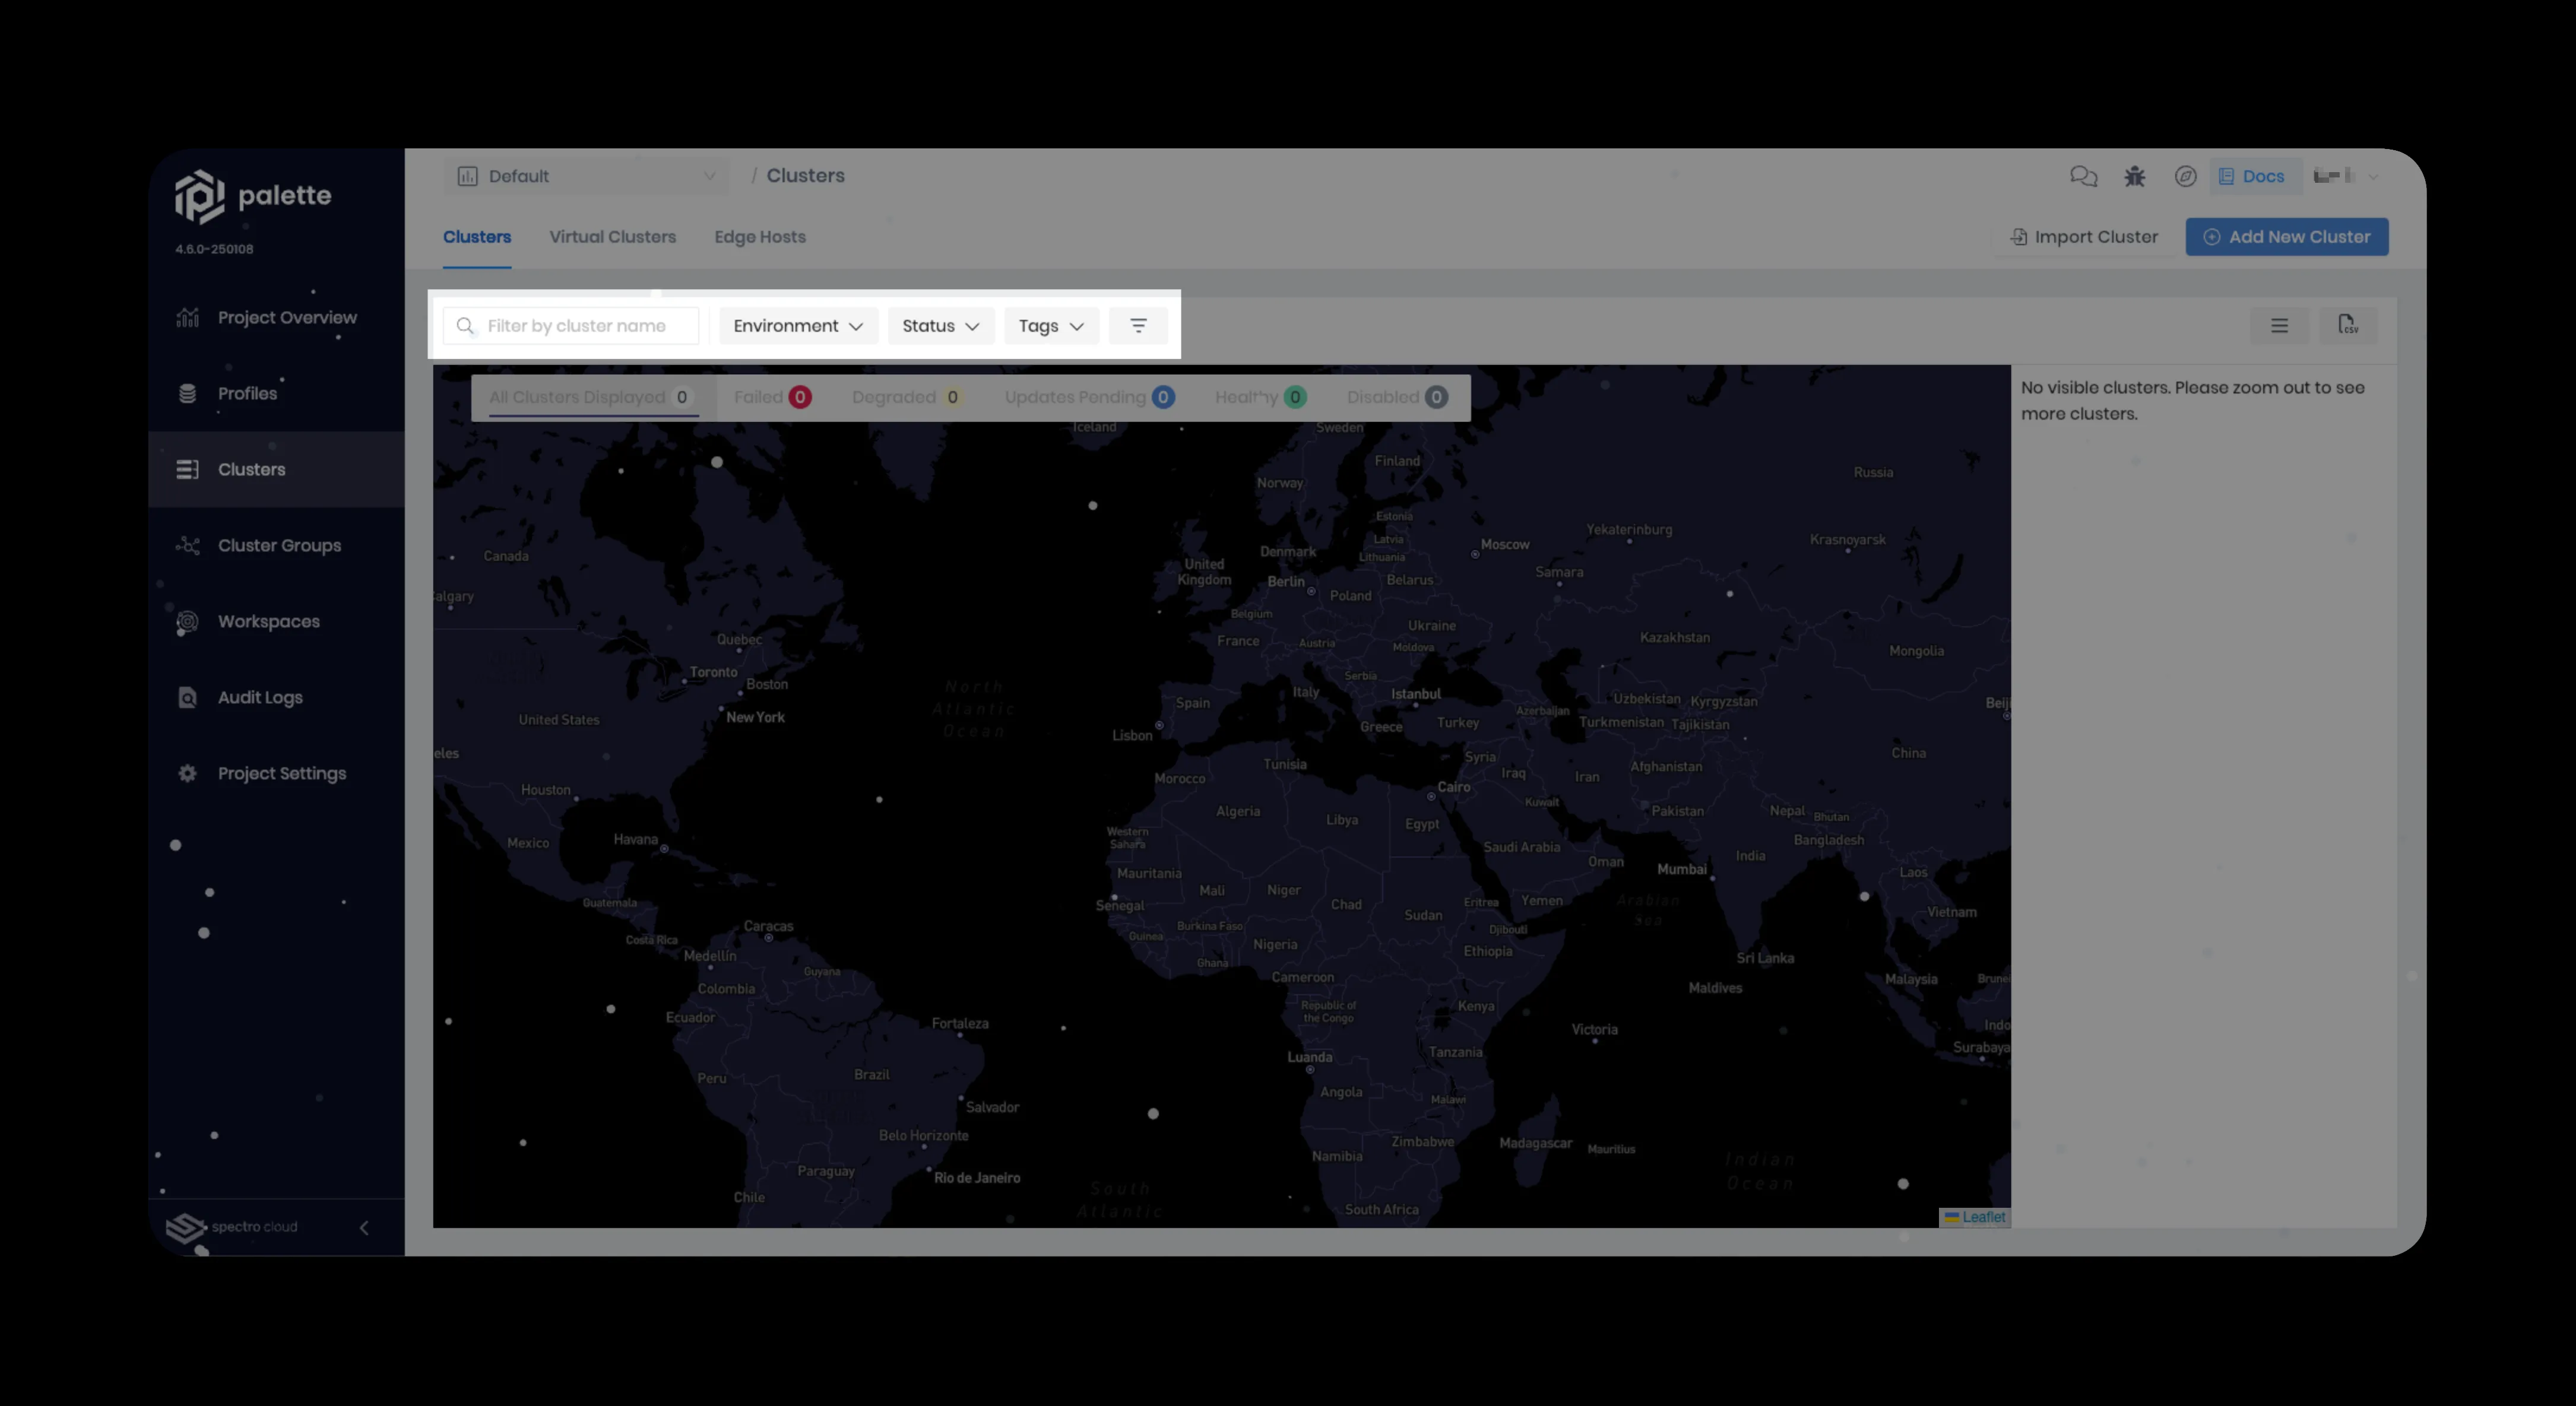 palette
4.6.0-250108
Project Overview
Profiles
Clusters
Cluster Groups
Workspaces
Audit Logs
Project Settings
spectro cloud
Default / Clusters
Docs
Clusters Virtual Clusters Edge Hosts
Import Cluster Add New Cluster
Filter by cluster name Environment Status Tags
CSV
All Clusters Displayed 0 Failed 0 Degraded 0 Updates Pending 0 Healthy 0 Disabled 0
No visible clusters. Please zoom out to see
more clusters.
Iceland
Sweden
Finland
Norway
Russia
Estonia
Yekaterinburg
Latvia
Krasnoyarsk
Moscow
Denmark
Lithuania
Canada
United
Kingdom
Samara
Berlin
Belarus
Poland
algary
Belgium
Ukraine
Quebec
France
Austria
Moldova
Kazakhstan
Mongolia
Toronto
Boston
Serbia
North
Atlantic
Ocean
Italy
Istanbul
Uzbekistan
Kyrgyzstan
Spain
Beiji
Azerbaijan
New York
United States
Greece
Turkey
Turkmenistan
Tajikistan
Lisbon
eles
China
Syria
Tunisia
Afghanistan
Morocco
Iraq
Iran
Houston
Cairo
Kuwait
Algeria
Libya
Egypt
Pakistan
Nepal
Bhutan
Western
Sahara
Havana
Mexico
Saudi Arabia
Bangladesh
Oman
India
Mumbai
Mauritania
Laos
Mali
Niger
Guatemala
Senegal
Chad
Eritrea
Yemen
Arabian
Sea
Sudan
Vietnam
Caracas
Burkina Faso
Djibouti
Costa Rica
Guinea
Nigeria
Ethiopia
Medellín
Ghana
Sri Lanka
Guyana
Cameroon
Malaysia
Brunei
Colombia
Maldives
Republic of
the Congo
Kenya
Ecuador
Fortaleza
Victoria
Indo
Surabaya
Luanda
Tanzania
Peru
Brazil
Angola
Malawi
Salvador
Belo Horizonte
Zimbabwe
Madagascar
Mauritius
Namibia
Indian
Ocean
Paraguay
Rio de Janeiro
South
Atlantic
Chile
South Africa
Leaflet